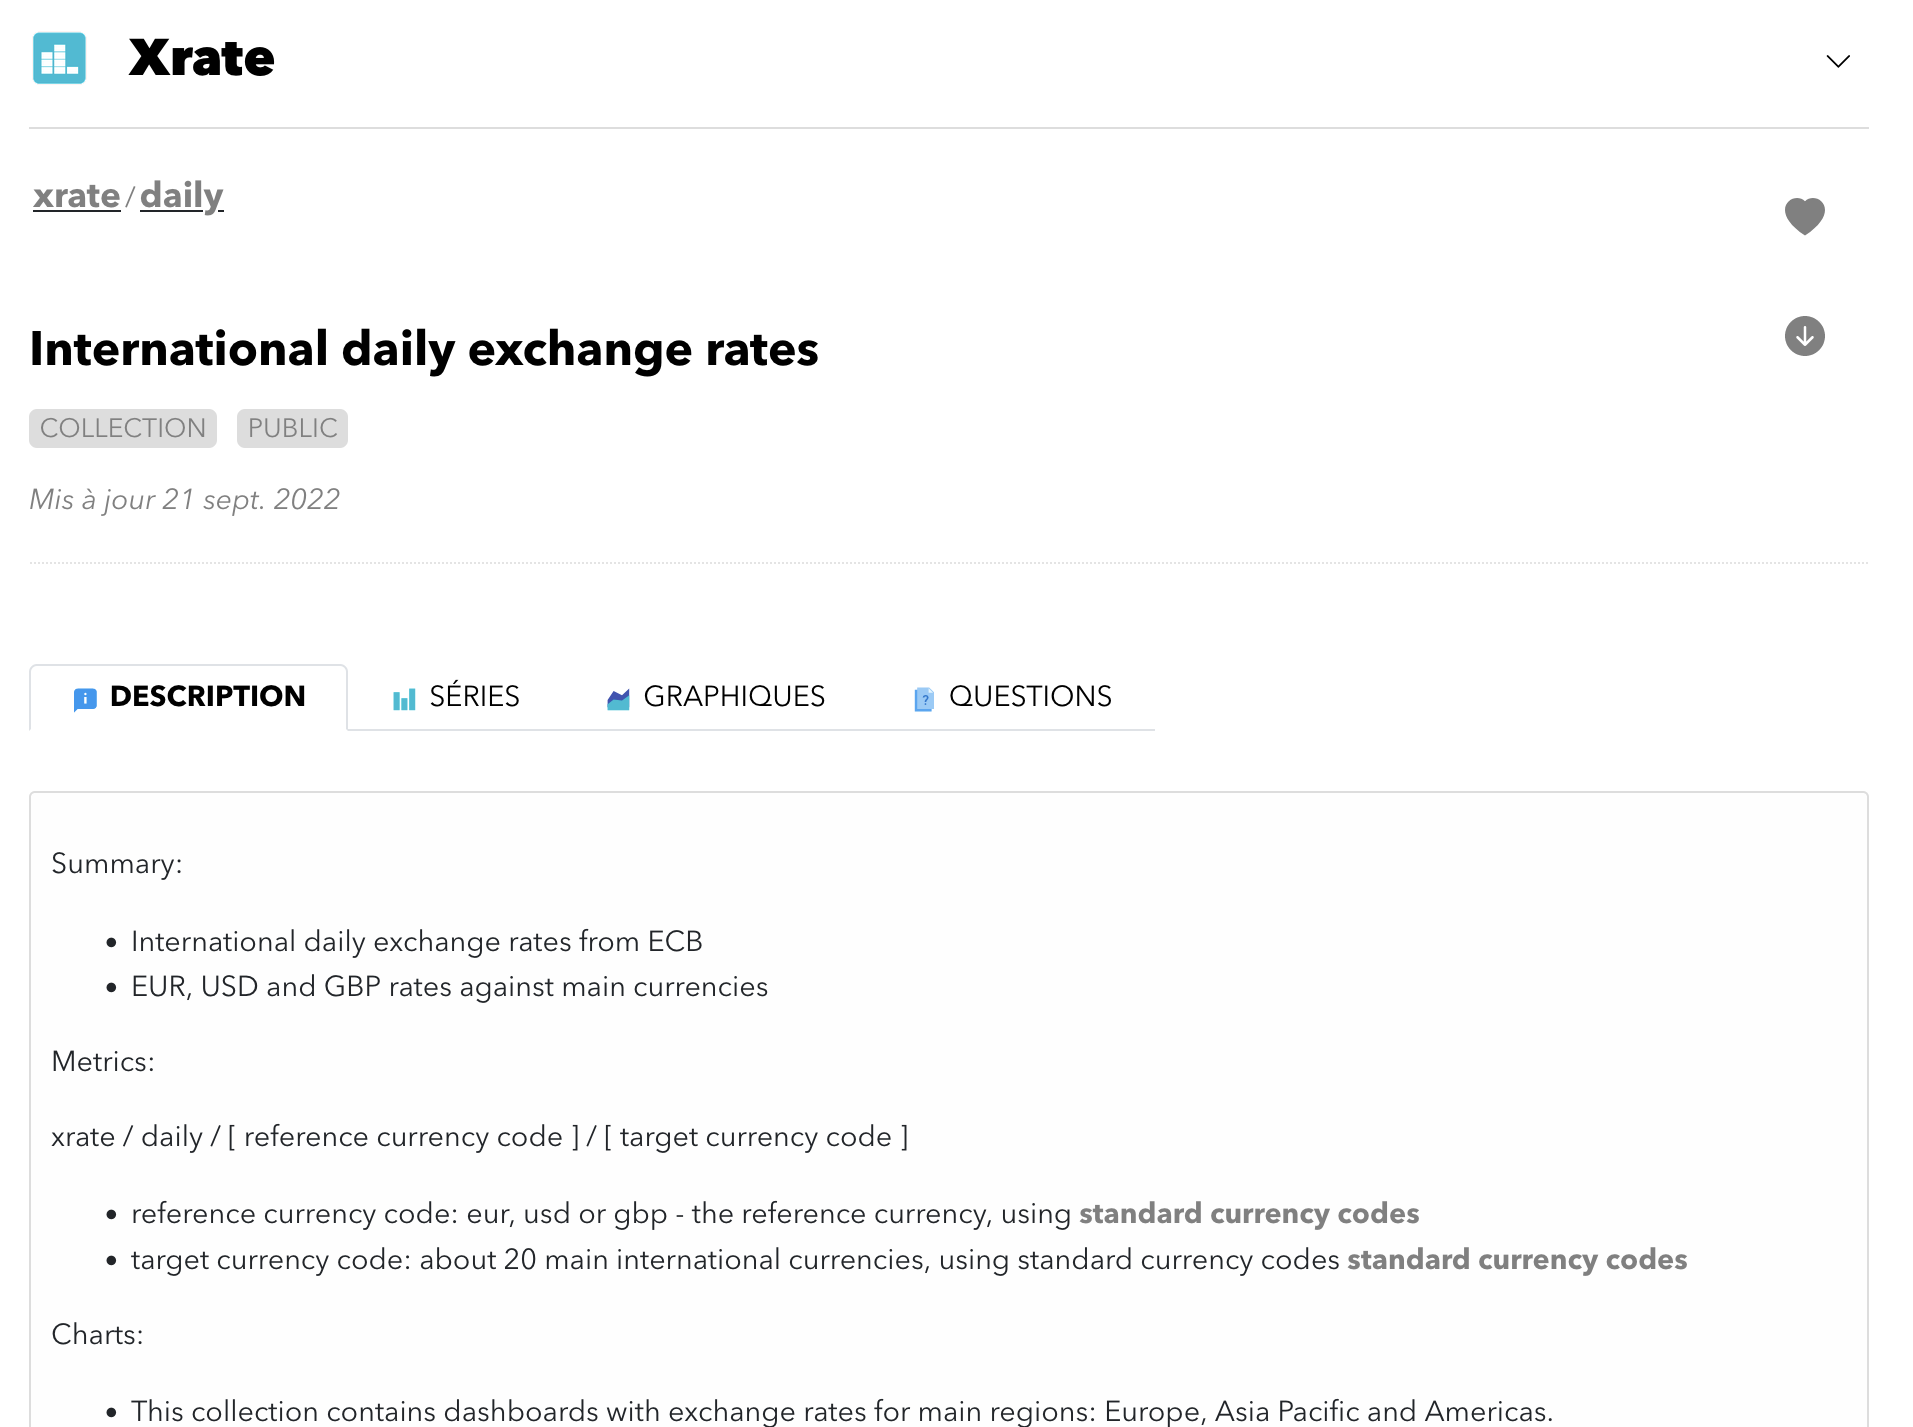 Xrate
xrate / daily
International daily exchange rates
COLLECTION PUBLIC
Mis à jour 21 sept. 2022
DESCRIPTION SÉRIES GRAPHIQUES QUESTIONS
Summary:
• International daily exchange rates from ECB
• EUR, USD and GBP rates against main currencies
Metrics:
xrate / daily / [ reference currency code ] / [ target currency code ]
• reference currency code: eur, usd or gbp - the reference currency, using standard currency codes
• target currency code: about 20 main international currencies, using standard currency codes standard currency codes
Charts:
• This collection contains dashboards with exchange rates for main regions: Europe, Asia Pacific and Americas.